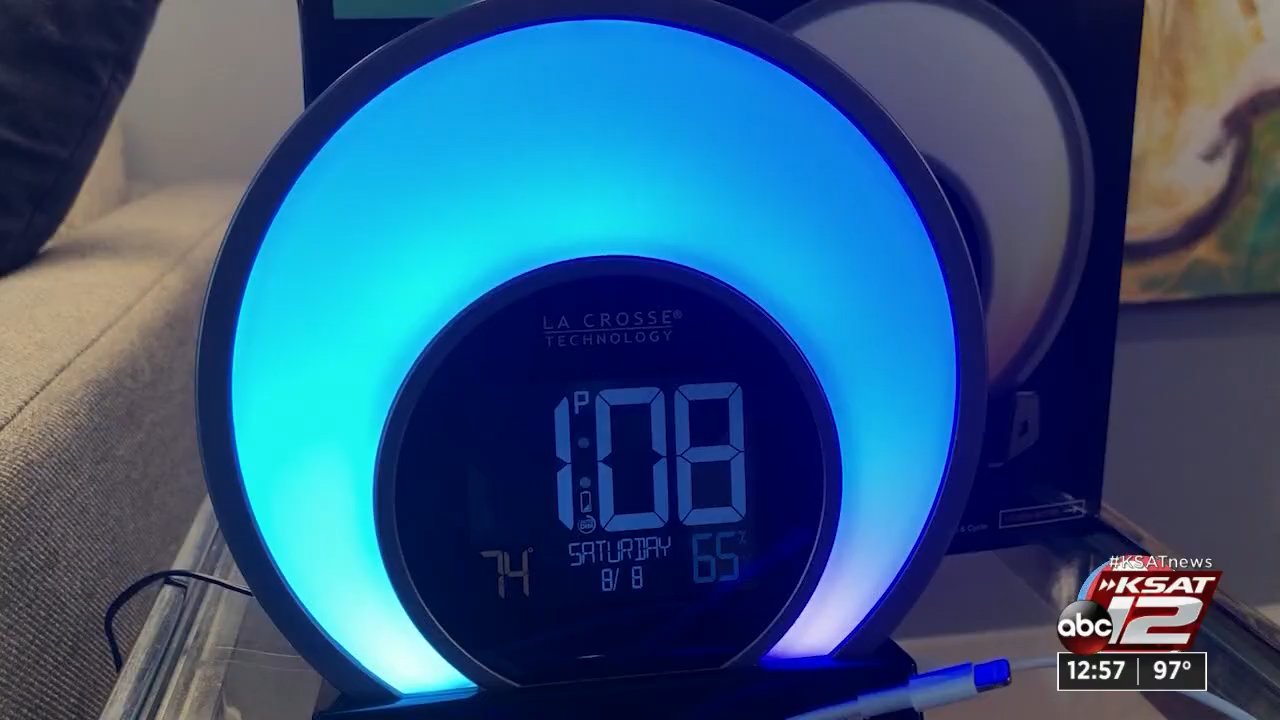 LA CROSSE®
TECHNOLOGY
P
1:08
74°
SATURDAY
8/ 8
65%
#KSATnews
KSAT
abc 12
12:57 97°